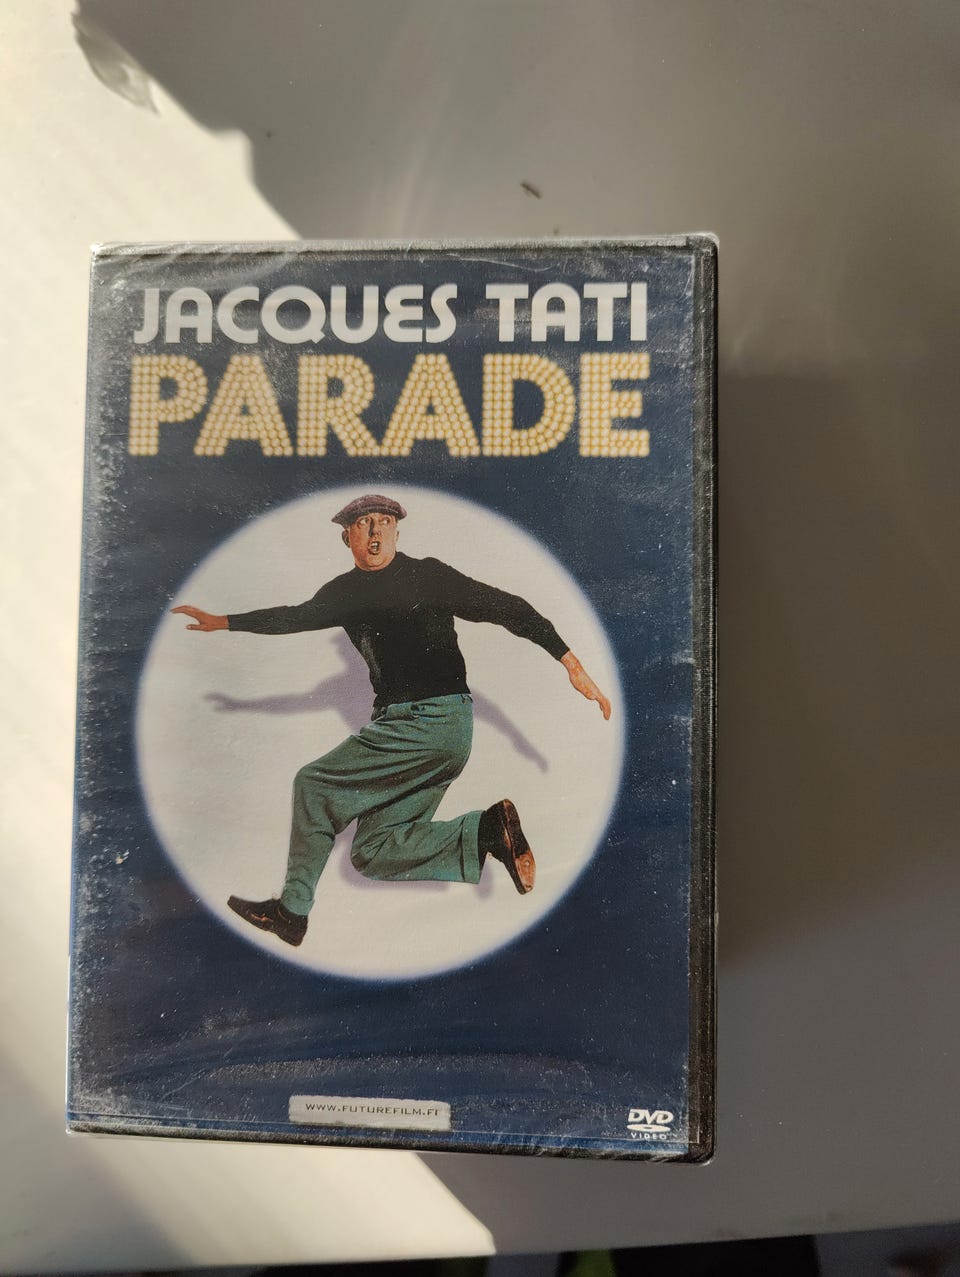 JACQUES TATI
PARADE
WWW.FUTUREFILM.FI
DVD
VIDEO